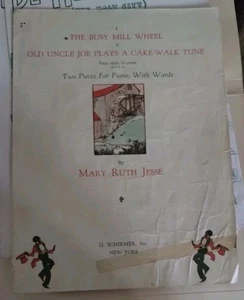 I
THE BUSY MILL WHEEL
II
OLD UNCLE JOE PLAYS A CAKE-WALK TUNE
Two Pieces For Piano, With Words
by
MARY RUTH JESSE
G. SCHIRMER, Inc.
NEW YORK